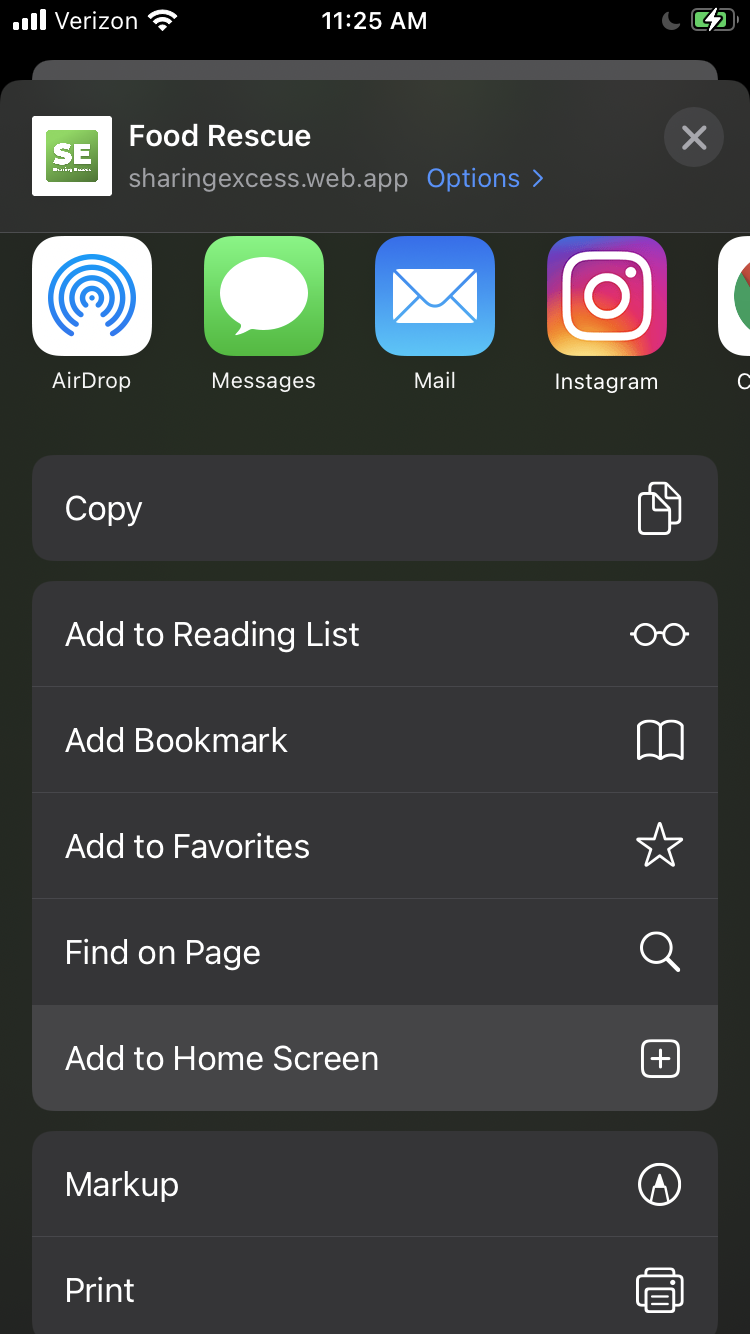 Verizon 11:25 AM
SE
Food Rescue
sharingexcess.web.app Options
AirDrop Messages Mail Instagram C
Copy
Add to Reading List
Add Bookmark
Add to Favorites
Find on Page
Add to Home Screen
Markup
Print